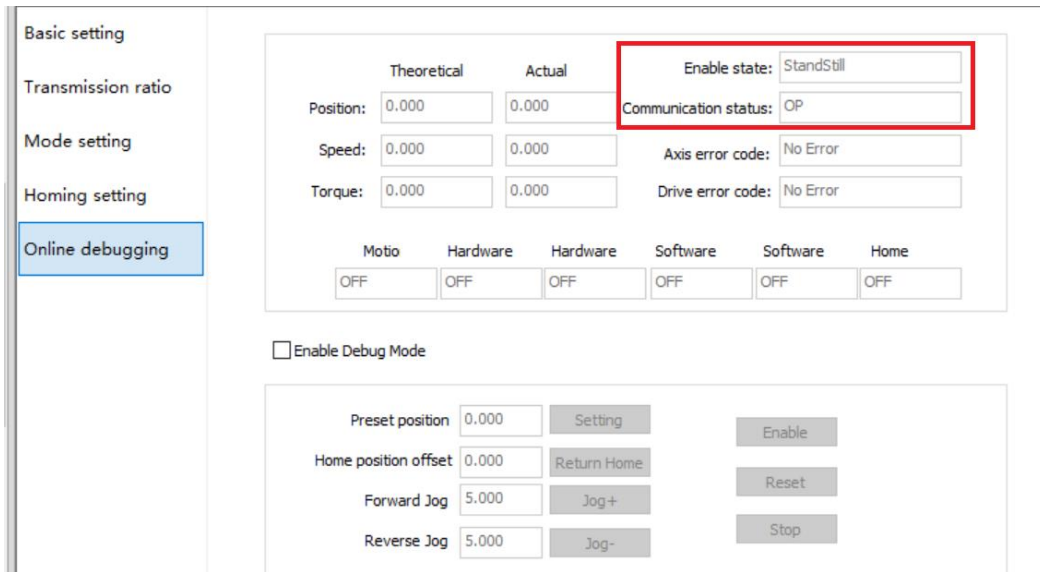 Basic setting
Transmission ratio
Mode setting
Homing setting
Online debugging
Theoretical Actual
Position: 0.000 0.000
Speed: 0.000 0.000
Torque: 0.000 0.000
Enable state: StandStill
Communication status: OP
Axis error code: No Error
Drive error code: No Error
Motio Hardware Hardware Software Software Home
OFF OFF OFF OFF OFF OFF
Enable Debug Mode
Preset position 0.000 Setting
Home position offset 0.000 Return Home
Forward Jog 5.000 Jog+
Reverse Jog 5.000 Jog-
Enable
Reset
Stop